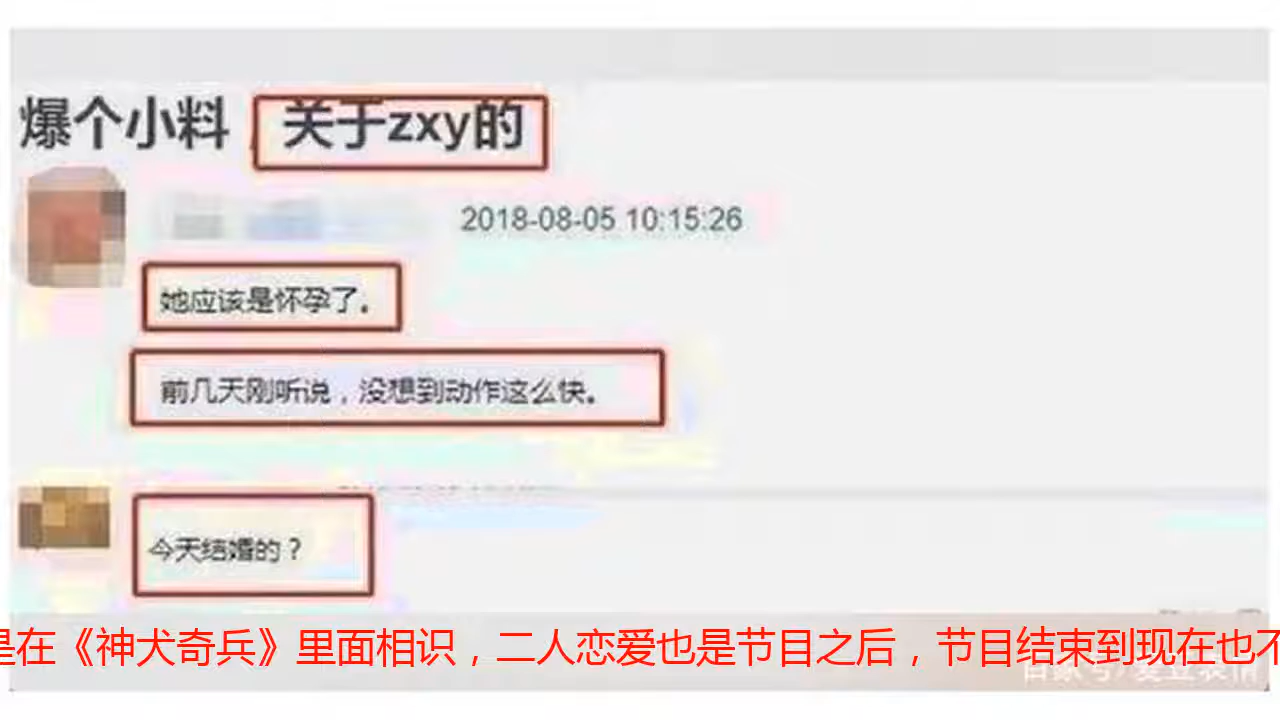 爆个小料，关于zxy的
2018-08-05 10:15:26
她应该是怀孕了。
前几天刚听说，没想到动作这么快。
今天结婚的？
是在《神犬奇兵》里面相识，二人恋爱也是节目之后，节目结束到现在也不